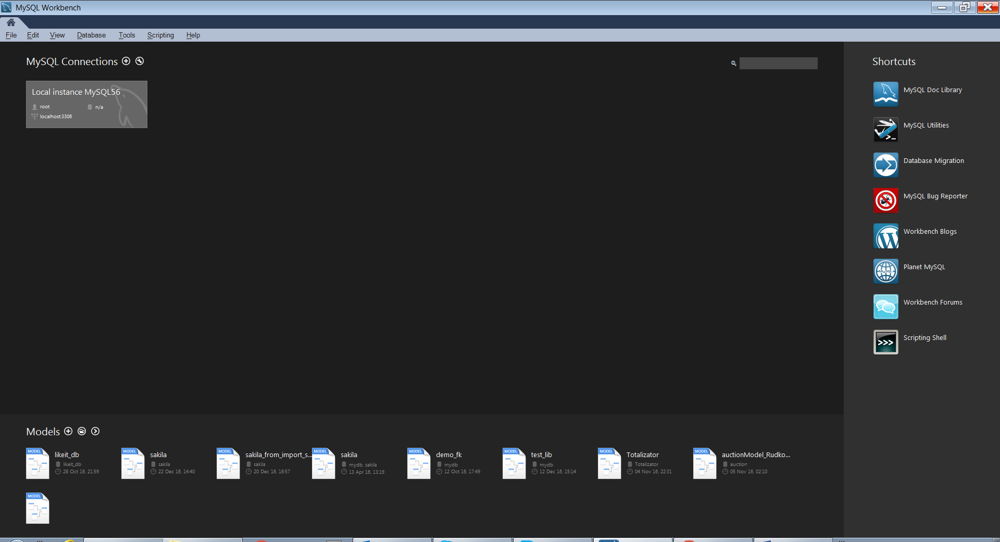 MySQL Workbench
File Edit View Database Tools Scripting Help
MySQL Connections
Local instance MySQL56
root n/a
localhost:3306
Shortcuts
MySQL Doc Library
MySQL Utilities
Database Migration
MySQL Bug Reporter
Workbench Blogs
Planet MySQL
MySQL
Workbench Forums
Scripting Shell
Models
MODEL likeit_db
likeit_db
28 Oct 16, 21:59
MODEL sakila
sakila
22 Dec 16, 14:40
MODEL sakila_from_import_s...
sakila
20 Dec 16, 16:57
MODEL sakila
mydb, sakila
13 Apr 16, 13:19
MODEL demo_fk
mydb
12 Oct 16, 17:49
MODEL test_lib
mydb
12 Dec 16, 15:14
MODEL Totalizator
Totalizator
04 Nov 16, 22:31
MODEL auctionModel_Rudko...
auction
05 Nov 16, 02:10
MODEL